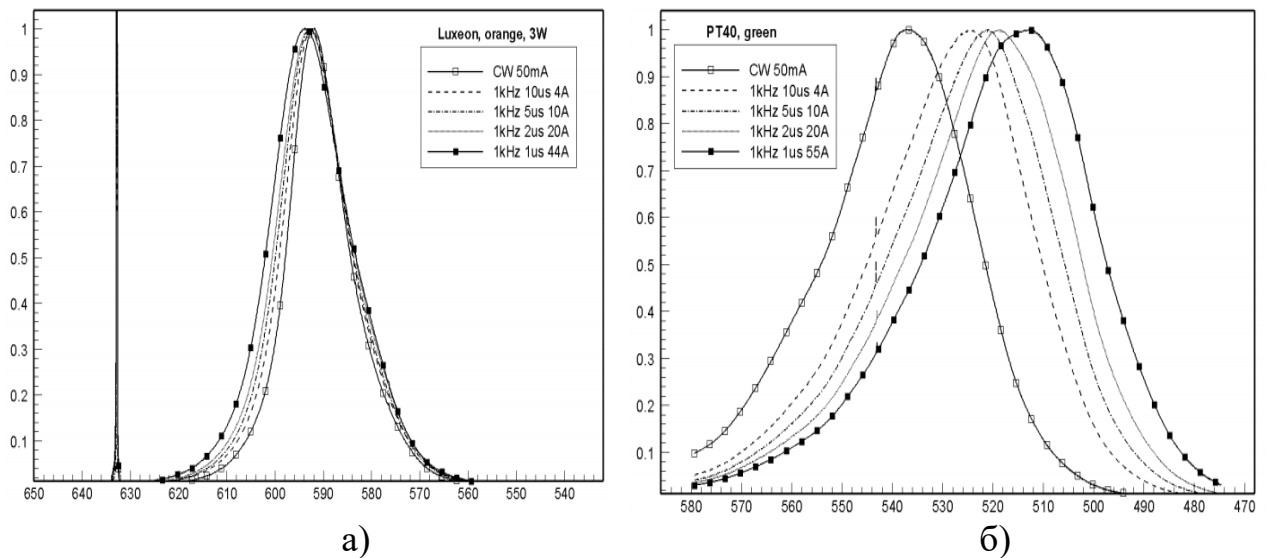 Luxeon, orange, 3W
CW 50mA
1kHz 10us 4A
1kHz 5us 10A
1kHz 2us 20A
1kHz 1us 44A
1
0.9
0.8
0.7
0.6
0.5
0.4
0.3
0.2
0.1
650 640 630 620 610 600 590 580 570 560 550 540
а)
PT40, green
CW 50mA
1kHz 10us 4A
1kHz 5us 10A
1kHz 2us 20A
1kHz 1us 55A
1
0.9
0.8
0.7
0.6
0.5
0.4
0.3
0.2
0.1
580 570 560 550 540 530 520 510 500 490 480 470
б)